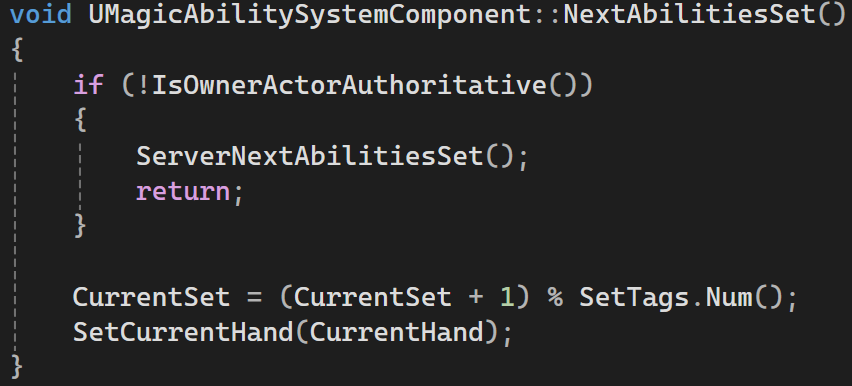 void UMagicAbilitySystemComponent::NextAbilitiesSet()
{
    if (!IsOwnerActorAuthoritative())
    {
        ServerNextAbilitiesSet();
        return;
    }

    CurrentSet = (CurrentSet + 1) % SetTags.Num();
    SetCurrentHand(CurrentHand);
}